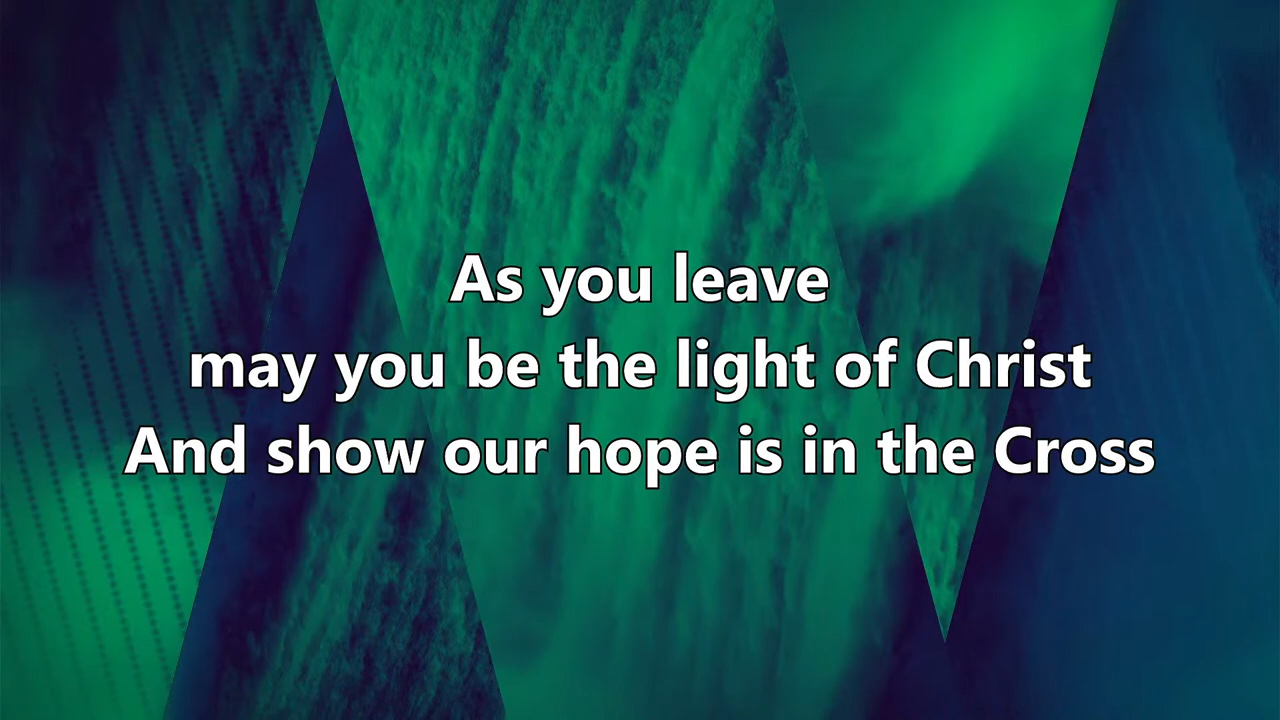 As you leave
may you be the light of Christ
And show our hope is in the Cross